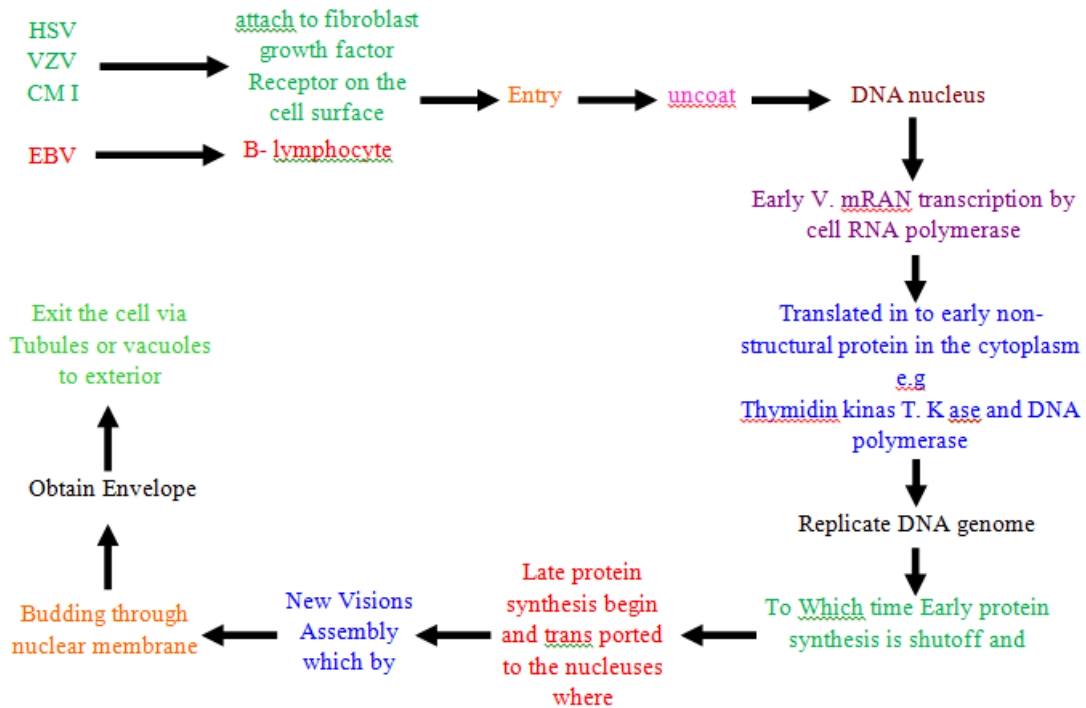 HSV
VZV
CM I
attach to fibroblast
growth factor
Receptor on the
cell surface
EBV
B- lymphocyte
Entry
uncoat
DNA nucleus
Early V. mRAN transcription by
cell RNA polymerase
Translated in to early non-
structural protein in the cytoplasm
e.g
Thymidin kinas T. K ase and DNA
polymerase
Replicate DNA genome
To Which time Early protein
synthesis is shutoff and
Late protein
synthesis begin
and trans ported
to the nucleuses
where
New Visions
Assembly
which by
Budding through
nuclear membrane
Obtain Envelope
Exit the cell via
Tubules or vacuoles
to exterior